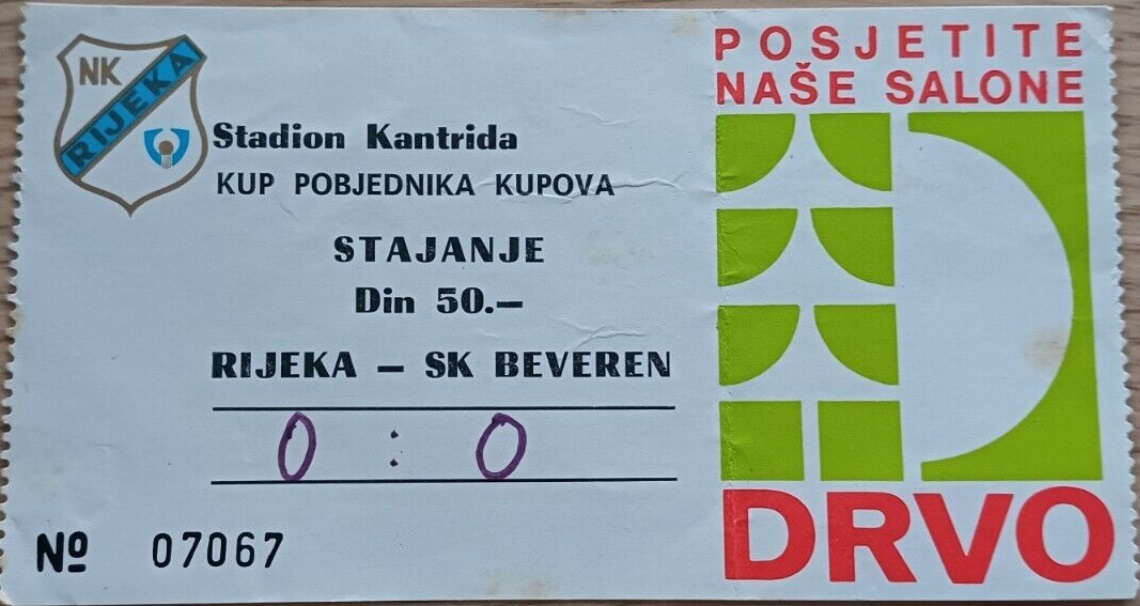 NK
RIJEKA
Stadion Kantrida
KUP POBJEDNIKA KUPOVA
STAJANJE
Din 50.—
RIJEKA — SK BEVEREN
0 : 0
Nº 07067
POSJETITE
NAŠE SALONE
DRVO